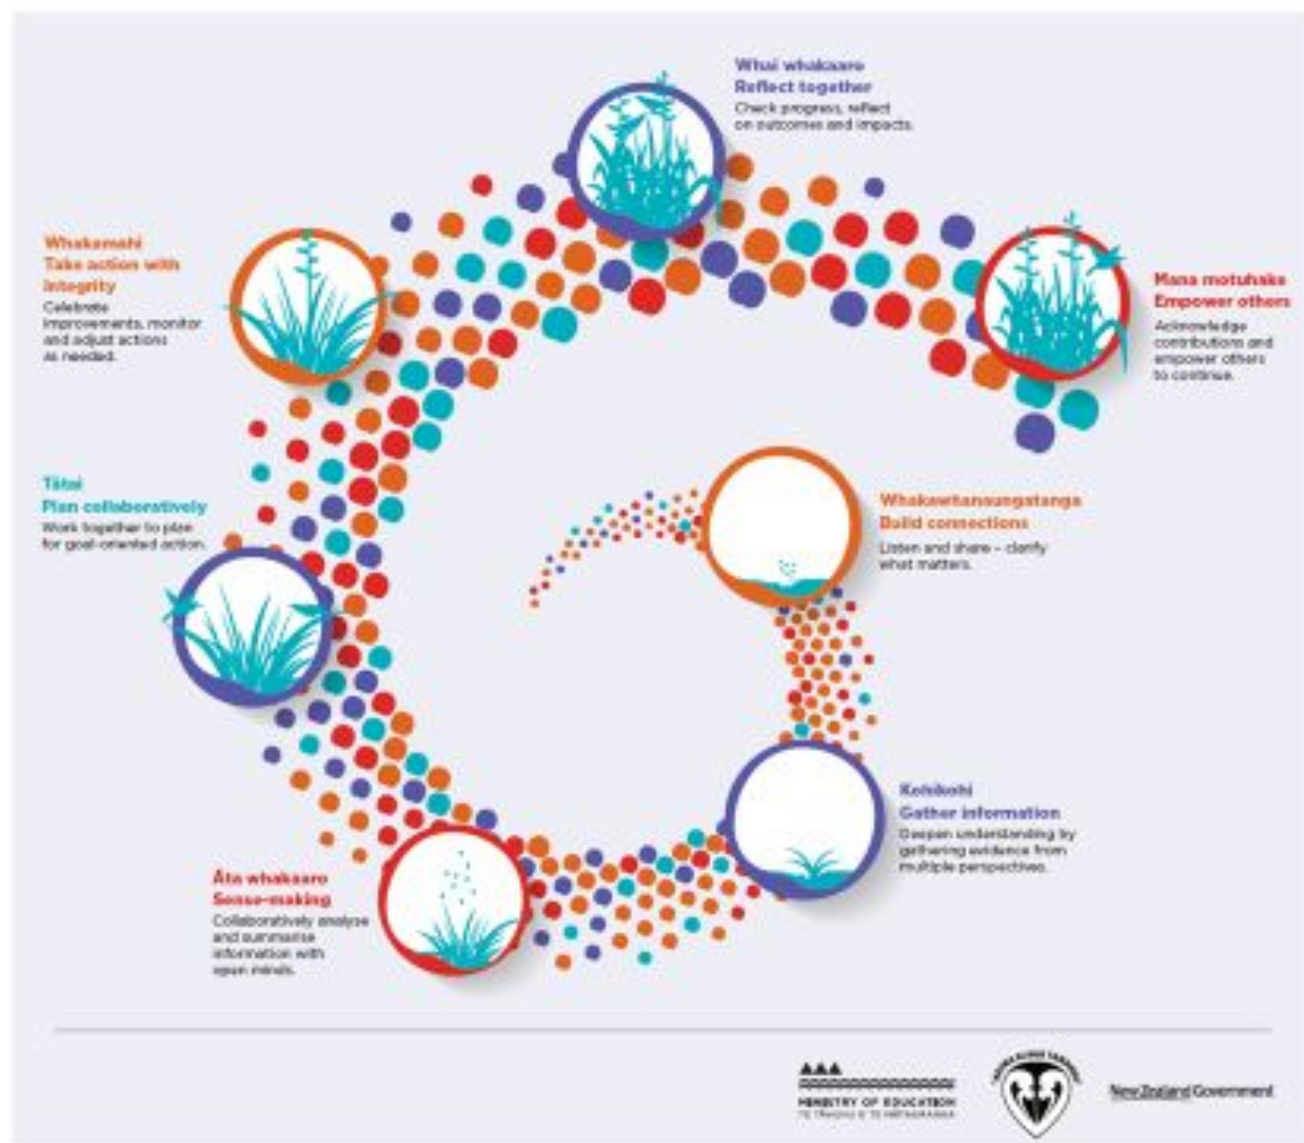 Whai whakaaro
Reflect together
Check progress, reflect
on outcomes and impacts.
Whakamahi
Take action with
integrity
Celebrate
improvements, monitor
and adjust actions
as needed.
Mana motuhake
Empower others
Acknowledge
contributions and
empower others
to continue.
Tātai
Plan collaboratively
Work together to plan
for goal-oriented action.
Whakawhanaungatanga
Build connections
Listen and share – clarify
what matters.
Kohikohi
Gather information
Deepen understanding by
gathering evidence from
multiple perspectives.
Āta whakaaro
Sense-making
Collaboratively analyse
and summarise
information with
open minds.
MINISTRY OF EDUCATION
TE TĀHUHU O TE MĀTAURANGA
New Zealand Government